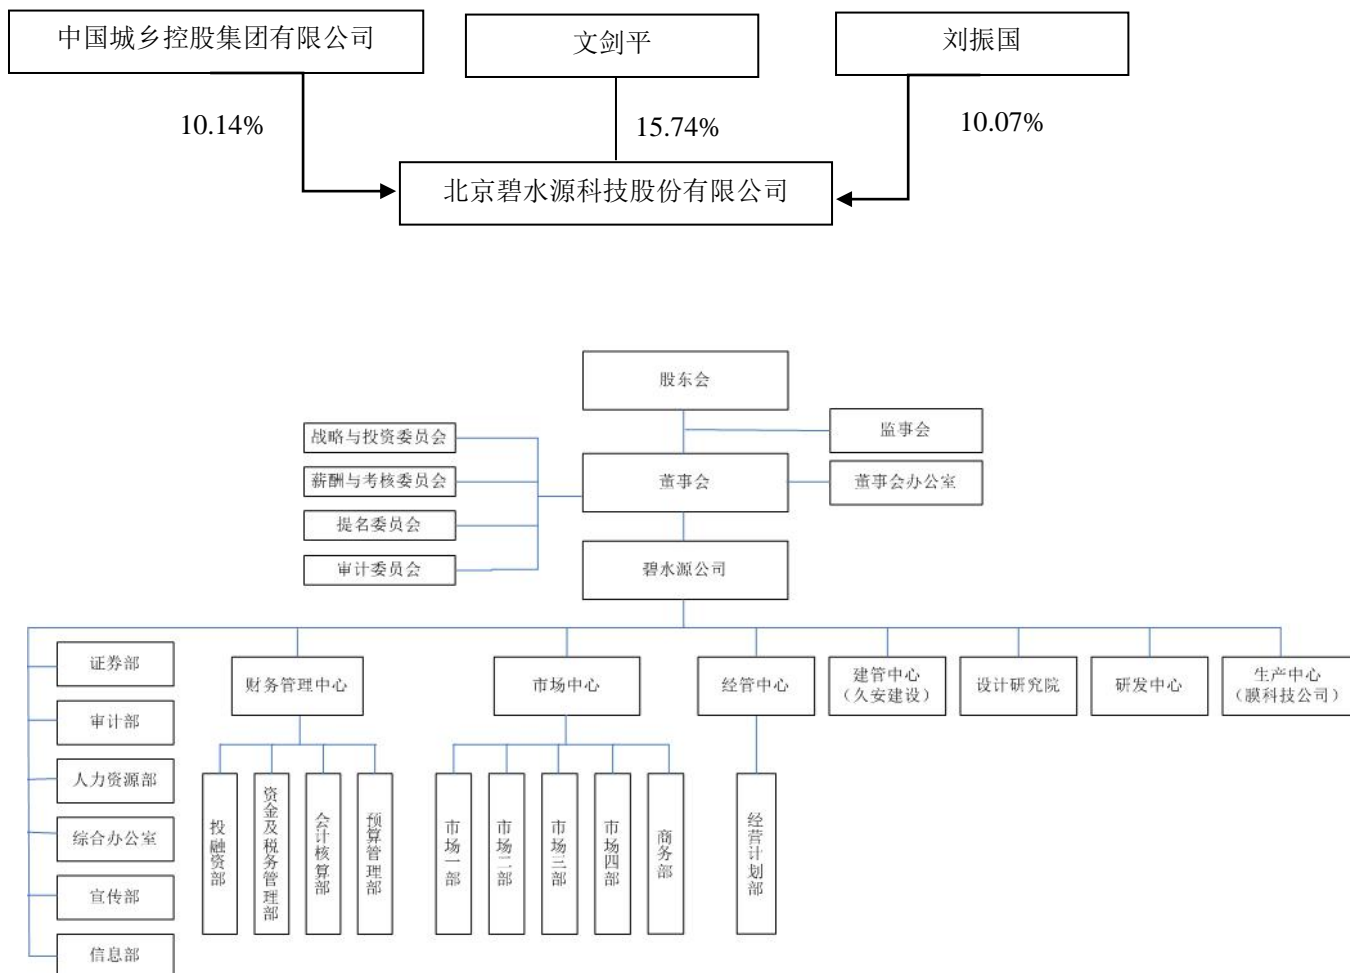 中国城乡控股集团有限公司
文剑平
刘振国
10.14%
15.74%
10.07%
北京碧水源科技股份有限公司
股东会
监事会
战略与投资委员会
薪酬与考核委员会
提名委员会
审计委员会
董事会
董事会办公室
碧水源公司
证券部
审计部
人力资源部
综合办公室
宣传部
信息部
财务管理中心
市场中心
经管中心
建管中心
（久安建设）
设计研究院
研发中心
生产中心
（膜科技公司）
投融资部
资金及税务管理部
会计核算部
预算管理部
市场一部
市场二部
市场三部
市场四部
商务部
经营计划部